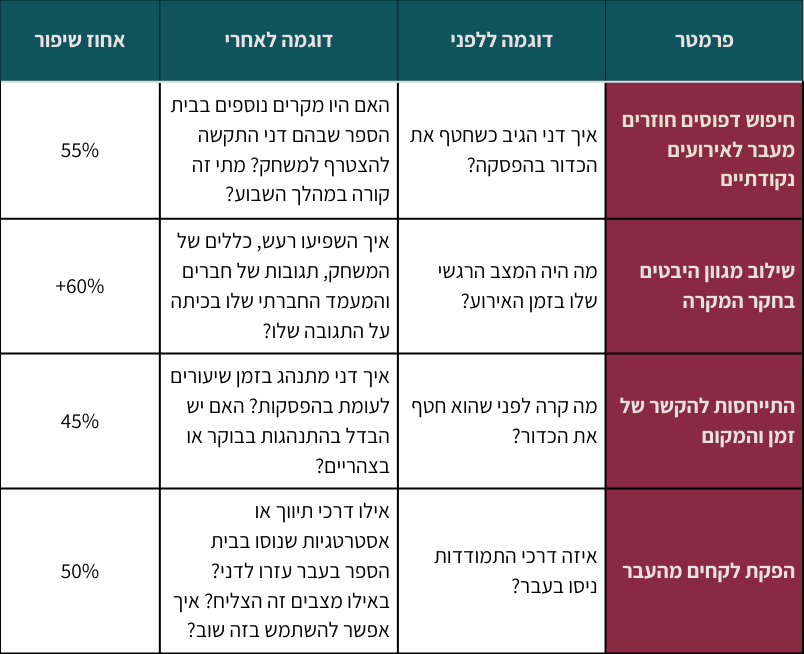 פרמטר
דוגמה ללפני
דוגמה לאחרי
אחוז שיפור
חיפוש דפוסים חוזרים
מעבר לאירועים
נקודתיים
איך דני הגיב כשחטף את
הכדור בהפסקה?
האם היו מקרים נוספים בבית
הספר שבהם דני התקשה
להצטרף למשחק? מתי זה
קורה במהלך השבוע?
55%
שילוב מגוון היבטים
בחקר המקרה
מה היה המצב הרגשי
שלו בזמן האירוע?
איך השפיעו רעש, כללים של
המשחק, תגובות של חברים
והמעמד החברתי שלו בכיתה
על התגובה שלו?
+60%
התייחסות להקשר של
זמן והמקום
מה קרה לפני שהוא חטף
את הכדור?
איך דני מתנהג בזמן שיעורים
לעומת בהפסקות? האם יש
הבדל בהתנהגות בבוקר או
בצהריים?
45%
הפקת לקחים מהעבר
איזה דרכי התמודדות
ניסו בעבר?
אילו דרכי תיווך או
אסטרטגיות שנוסו בבית
הספר בעבר עזרו לדני?
באילו מצבים זה הצליח? איך
אפשר להשתמש בזה שוב?
50%